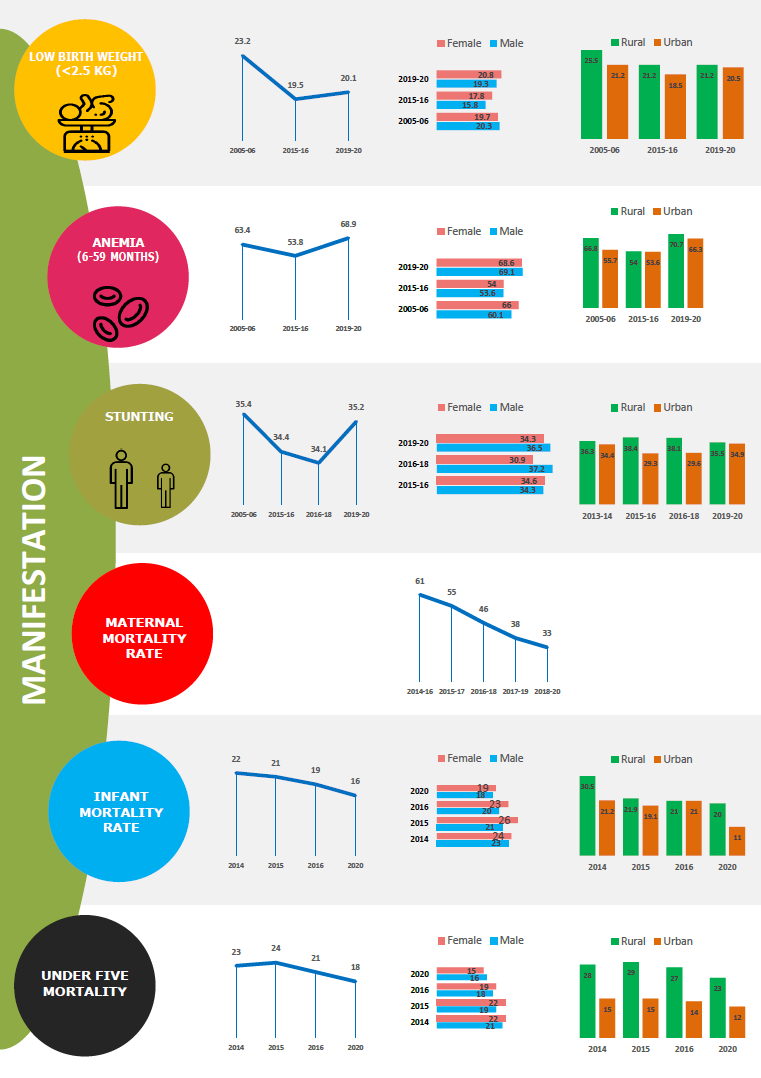 MANIFESTATION
LOW BIRTH WEIGHT
(<2.5 KG)
23.2
19.5
20.1
2005-06 2015-16 2019-20
Female Male
2019-20 20.8
19.3
2015-16 17.8
15.8
2005-06 19.7
20.3
Rural Urban
25.5 21.2 21.2 18.5 21.2 20.5
2005-06 2015-16 2019-20
ANEMIA
(6-59 MONTHS)
63.4
53.8
68.9
2005-06 2015-16 2019-20
Female Male
2019-20 68.6
69.1
2015-16 54
53.6
2005-06 66
60.1
Rural Urban
66.8 55.7 54 53.6 70.7 66.3
2005-06 2015-16 2019-20
STUNTING
35.4
34.4
34.1
35.2
2005-06 2015-16 2016-18 2019-20
Female Male
2019-20 34.3
36.5
2016-18 30.9
37.2
2015-16 34.6
34.3
Rural Urban
36.3 34.4 38.4 29.3 38.1 29.6 35.5 34.9
2013-14 2015-16 2016-18 2019-20
MATERNAL
MORTALITY
RATE
61
55
46
38
33
2014-16 2015-17 2016-18 2017-19 2018-20
INFANT
MORTALITY
RATE
22
21
19
16
2014 2015 2016 2020
Female Male
2020 19
18
2016 23
20
2015 26
21
2014 24
23
Rural Urban
30.5 21.2 21.9 19.1 21 21 20 11
2014 2015 2016 2020
UNDER FIVE
MORTALITY
23
24
21
18
2014 2015 2016 2020
Female Male
2020 15
16
2016 19
18
2015 22
19
2014 22
21
Rural Urban
28 15 29 15 27 14 23 12
2014 2015 2016 2020